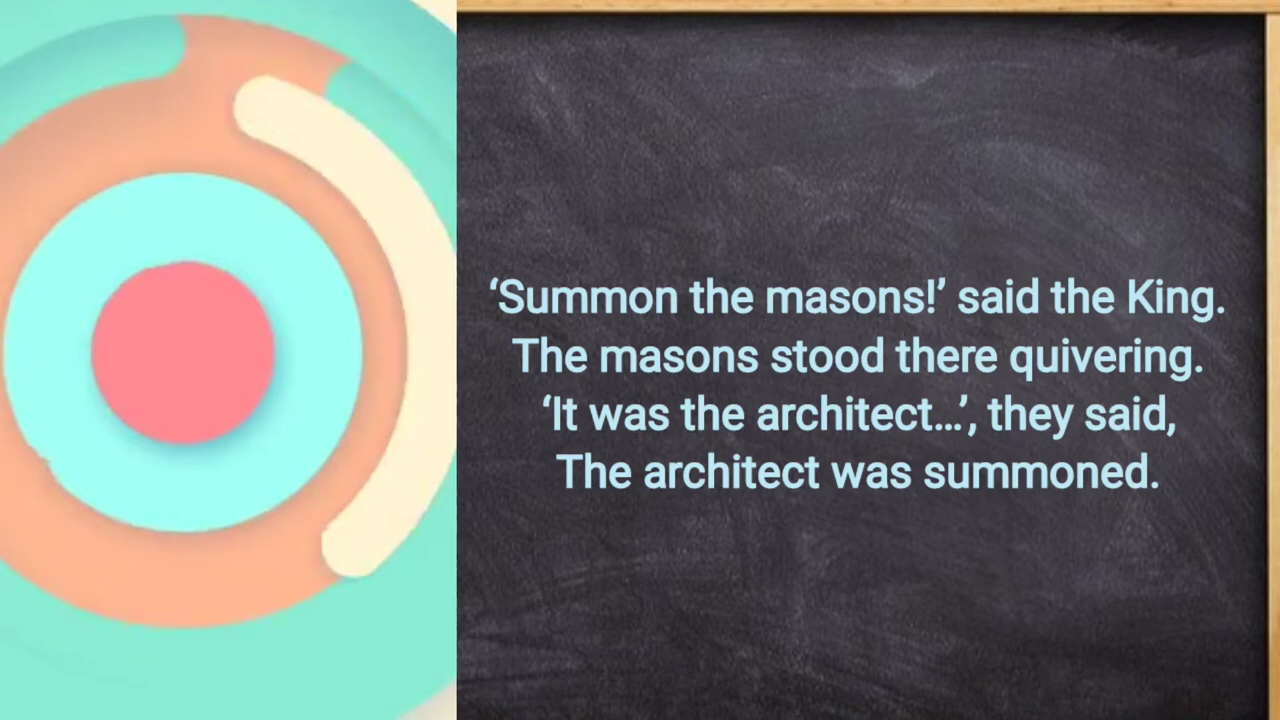 ‘Summon the masons!’ said the King.
The masons stood there quivering.
‘It was the architect...’, they said,
The architect was summoned.